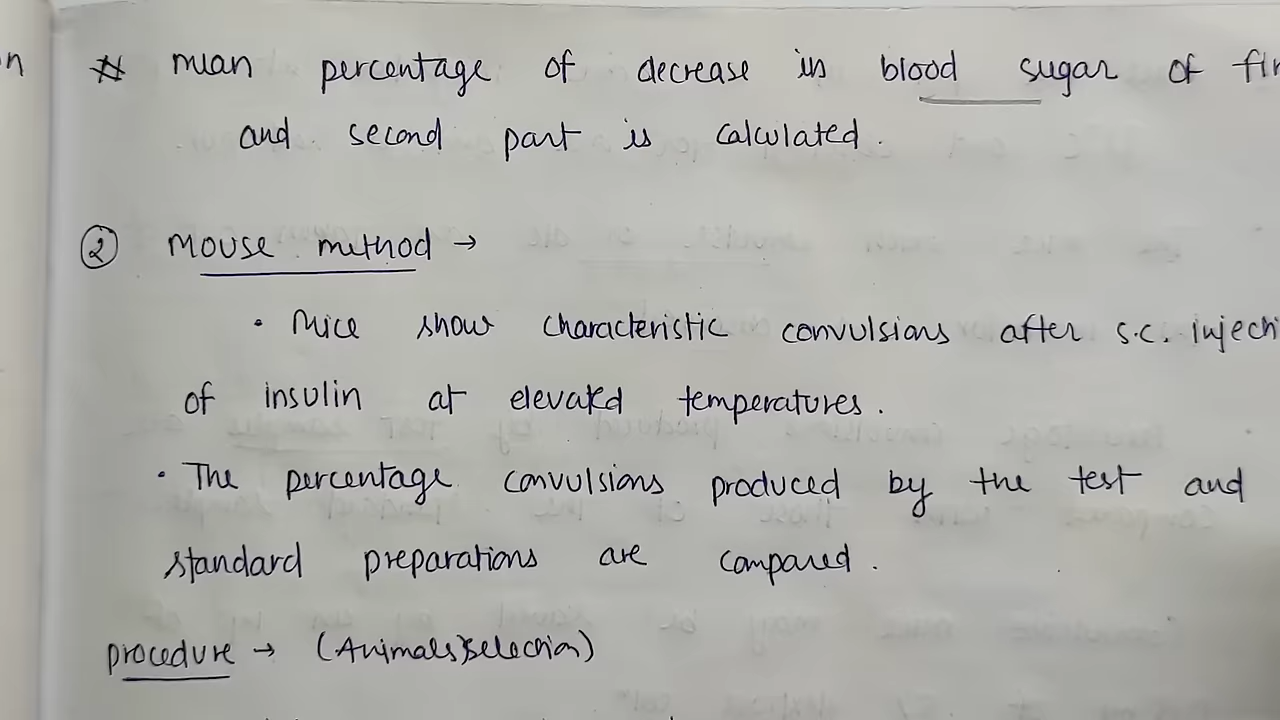 n
# mean percentage of decrease in blood sugar of fir
and second part is calculated.
② Mouse method →
• Mice show characteristic convulsions after s.c. injecti
of insulin at elevated temperatures.
• The percentage convulsions produced by the test and
standard preparations are compared.
procedure → (Animals selection)